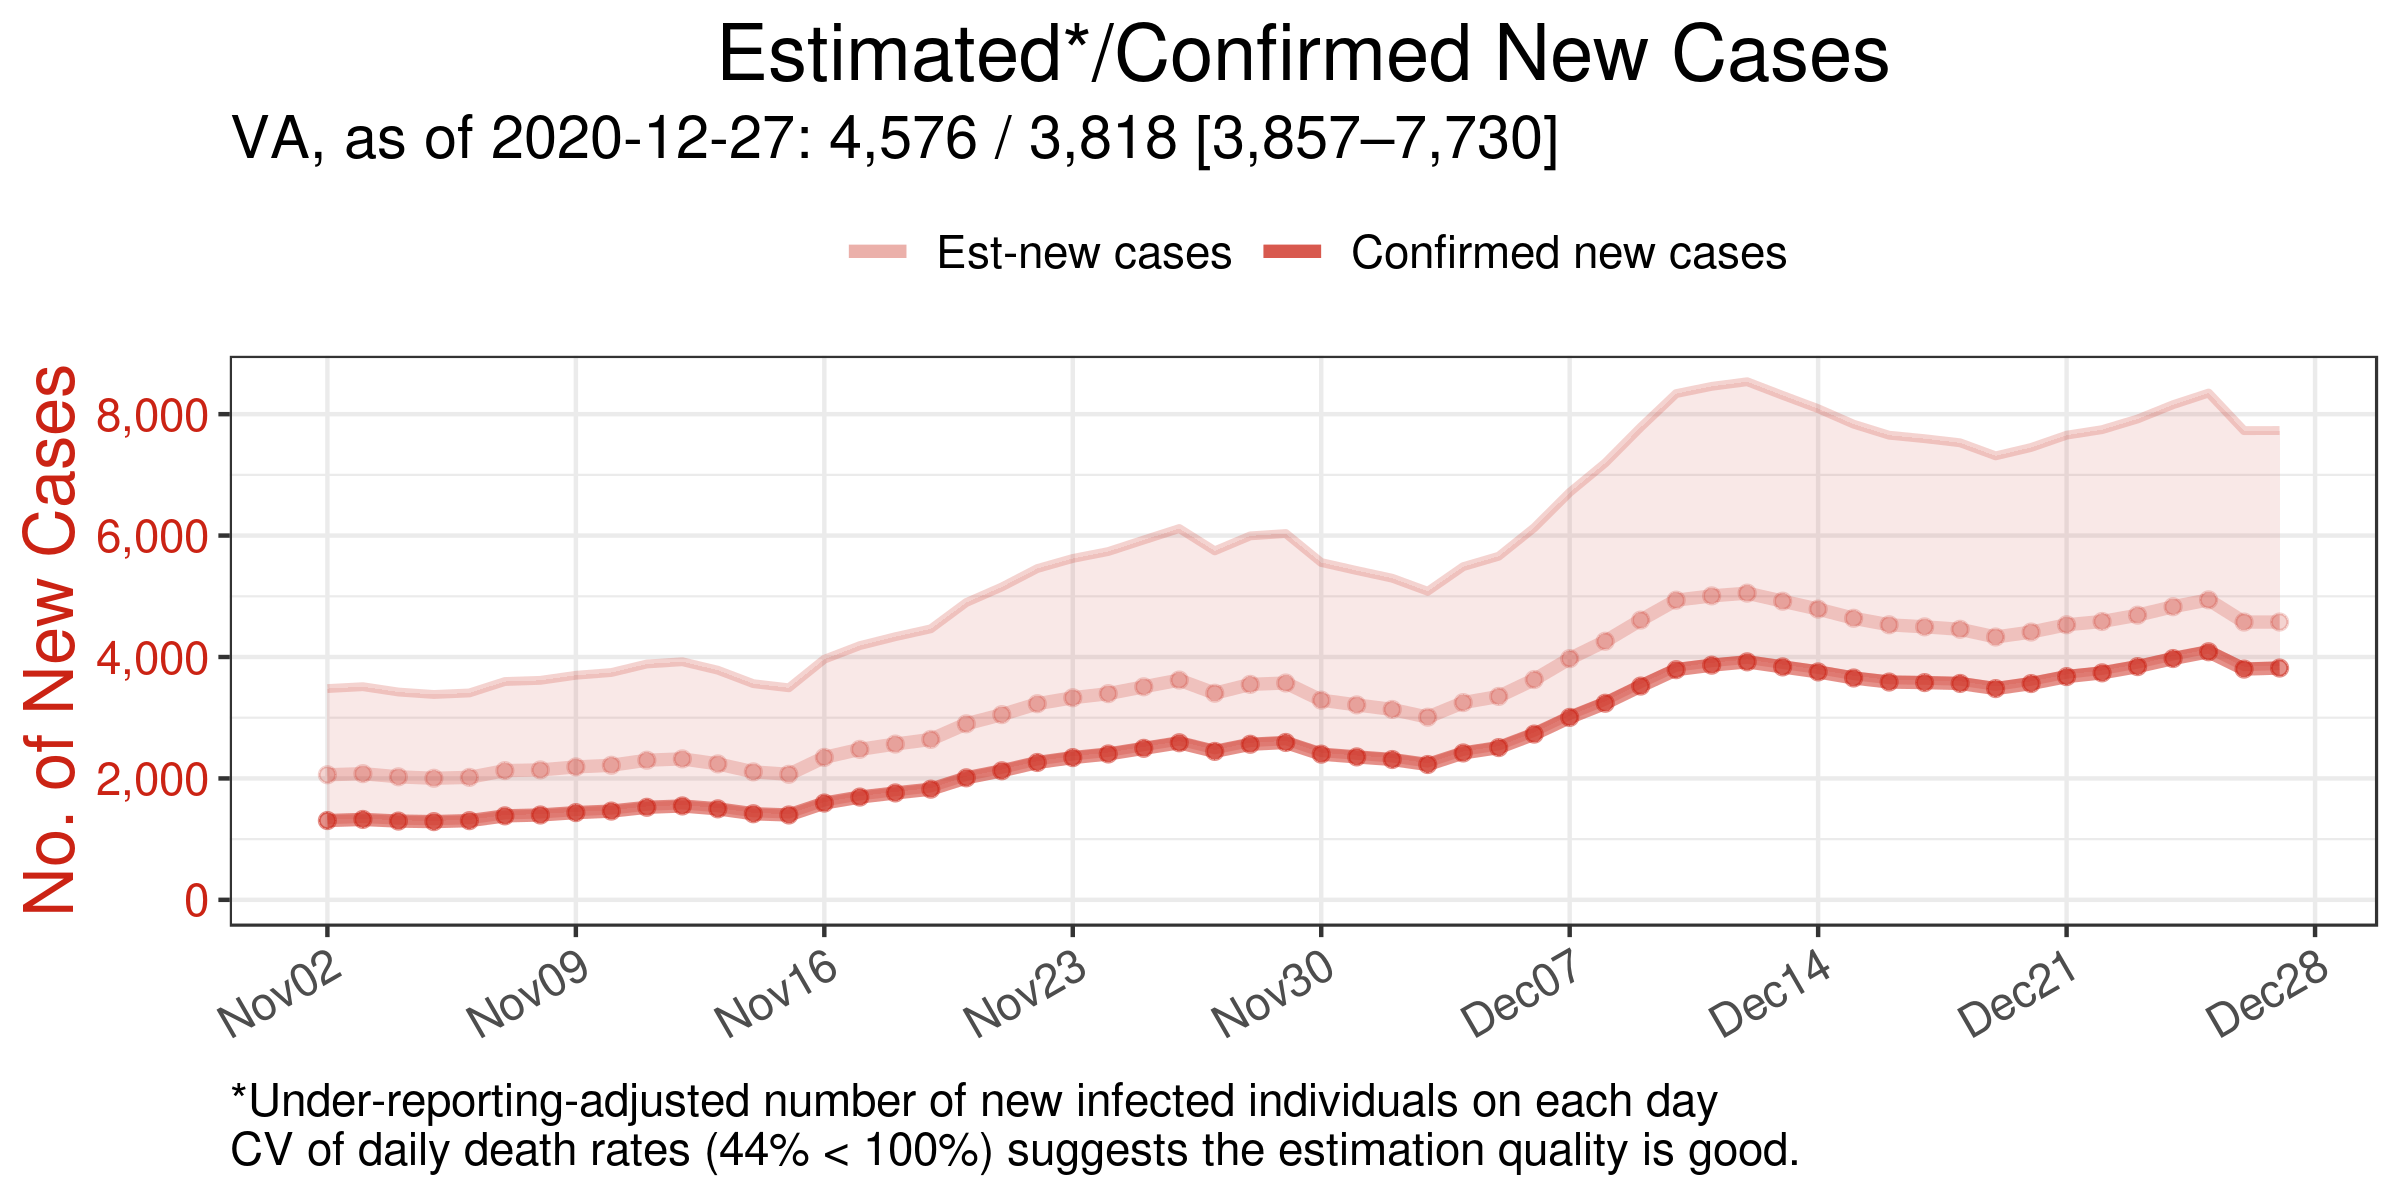 Estimated*/Confirmed New Cases
VA, as of 2020-12-27: 4,576 / 3,818 [3,857–7,730]
Est-new cases
Confirmed new cases
No. of New Cases
8,000
6,000
4,000
2,000
0
Nov02
Nov09
Nov16
Nov23
Nov30
Dec07
Dec14
Dec21
Dec28
*Under-reporting-adjusted number of new infected individuals on each day
CV of daily death rates (44% < 100%) suggests the estimation quality is good.